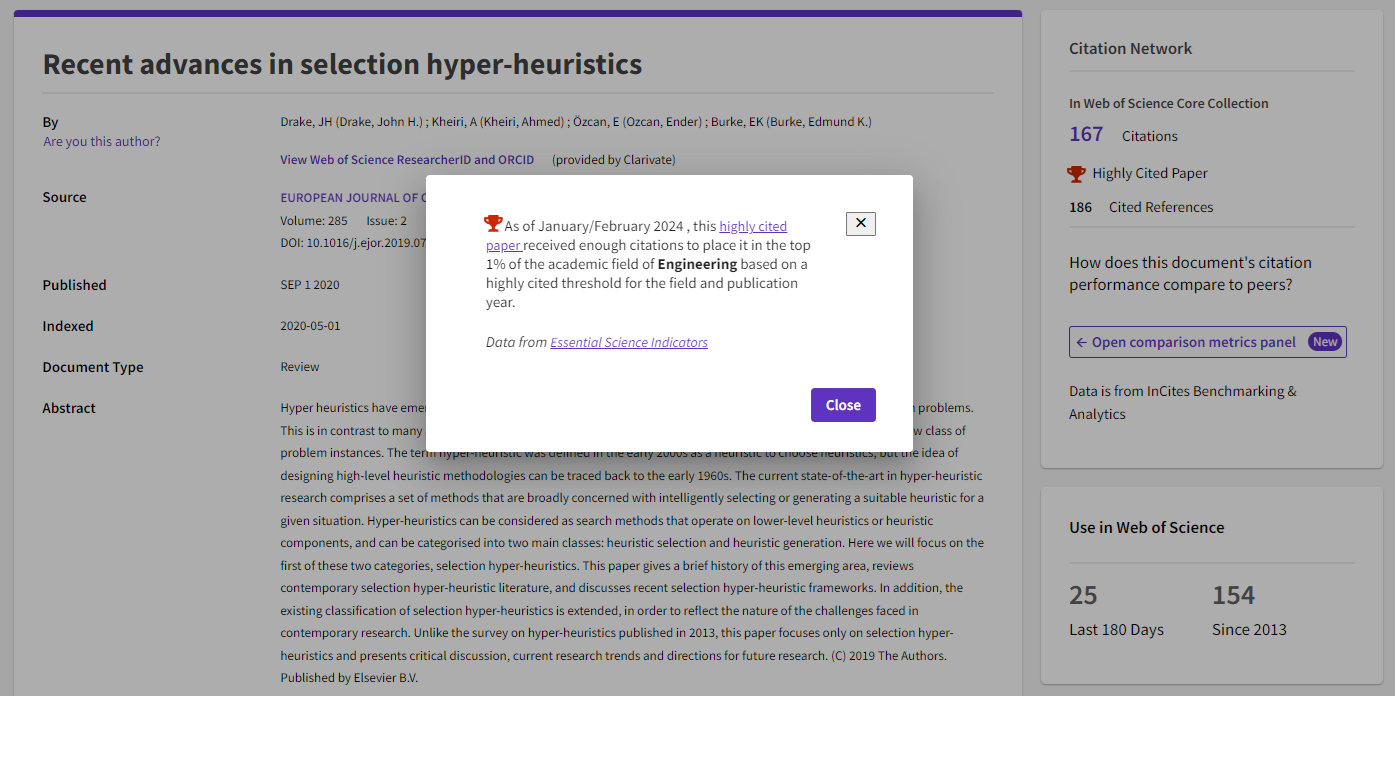 Recent advances in selection hyper-heuristics
By
Are you this author?
Drake, JH (Drake, John H.) ; Kheiri, A (Kheiri, Ahmed) ; Özcan, E (Ozcan, Ender) ; Burke, EK (Burke, Edmund K.)
View Web of Science ResearcherID and ORCID (provided by Clarivate)
Source
EUROPEAN JOURNAL OF
Volume: 285 Issue: 2
DOI: 10.1016/j.ejor.2019.07
Published
SEP 1 2020
Indexed
2020-05-01
Document Type
Review
Abstract
Hyper heuristics have problems.
This is in contrast to many class of
problem instances. The term hyper-heuristic was defined in the early 2000s as a heuristic to choose heuristics, but the idea of
designing high-level heuristic methodologies can be traced back to the early 1960s. The current state-of-the-art in hyper-heuristic
research comprises a set of methods that are broadly concerned with intelligently selecting or generating a suitable heuristic for a
given situation. Hyper-heuristics can be considered as search methods that operate on lower-level heuristics or heuristic
components, and can be categorised into two main classes: heuristic selection and heuristic generation. Here we will focus on the
first of these two categories, selection hyper-heuristics. This paper gives a brief history of this emerging area, reviews
contemporary selection hyper-heuristic literature, and discusses recent selection hyper-heuristic frameworks. In addition, the
existing classification of selection hyper-heuristics is extended, in order to reflect the nature of the challenges faced in
contemporary research. Unlike the survey on hyper-heuristics published in 2013, this paper focuses only on selection hyper-
heuristics and presents critical discussion, current research trends and directions for future research. (C) 2019 The Authors.
Published by Elsevier B.V.
As of January/February 2024 , this highly cited
paper received enough citations to place it in the top
1% of the academic field of Engineering based on a
highly cited threshold for the field and publication
year.
Data from Essential Science Indicators
Close
Citation Network
In Web of Science Core Collection
167 Citations
Highly Cited Paper
186 Cited References
How does this document's citation
performance compare to peers?
← Open comparison metrics panel New
Data is from InCites Benchmarking &
Analytics
Use in Web of Science
25 154
Last 180 Days Since 2013